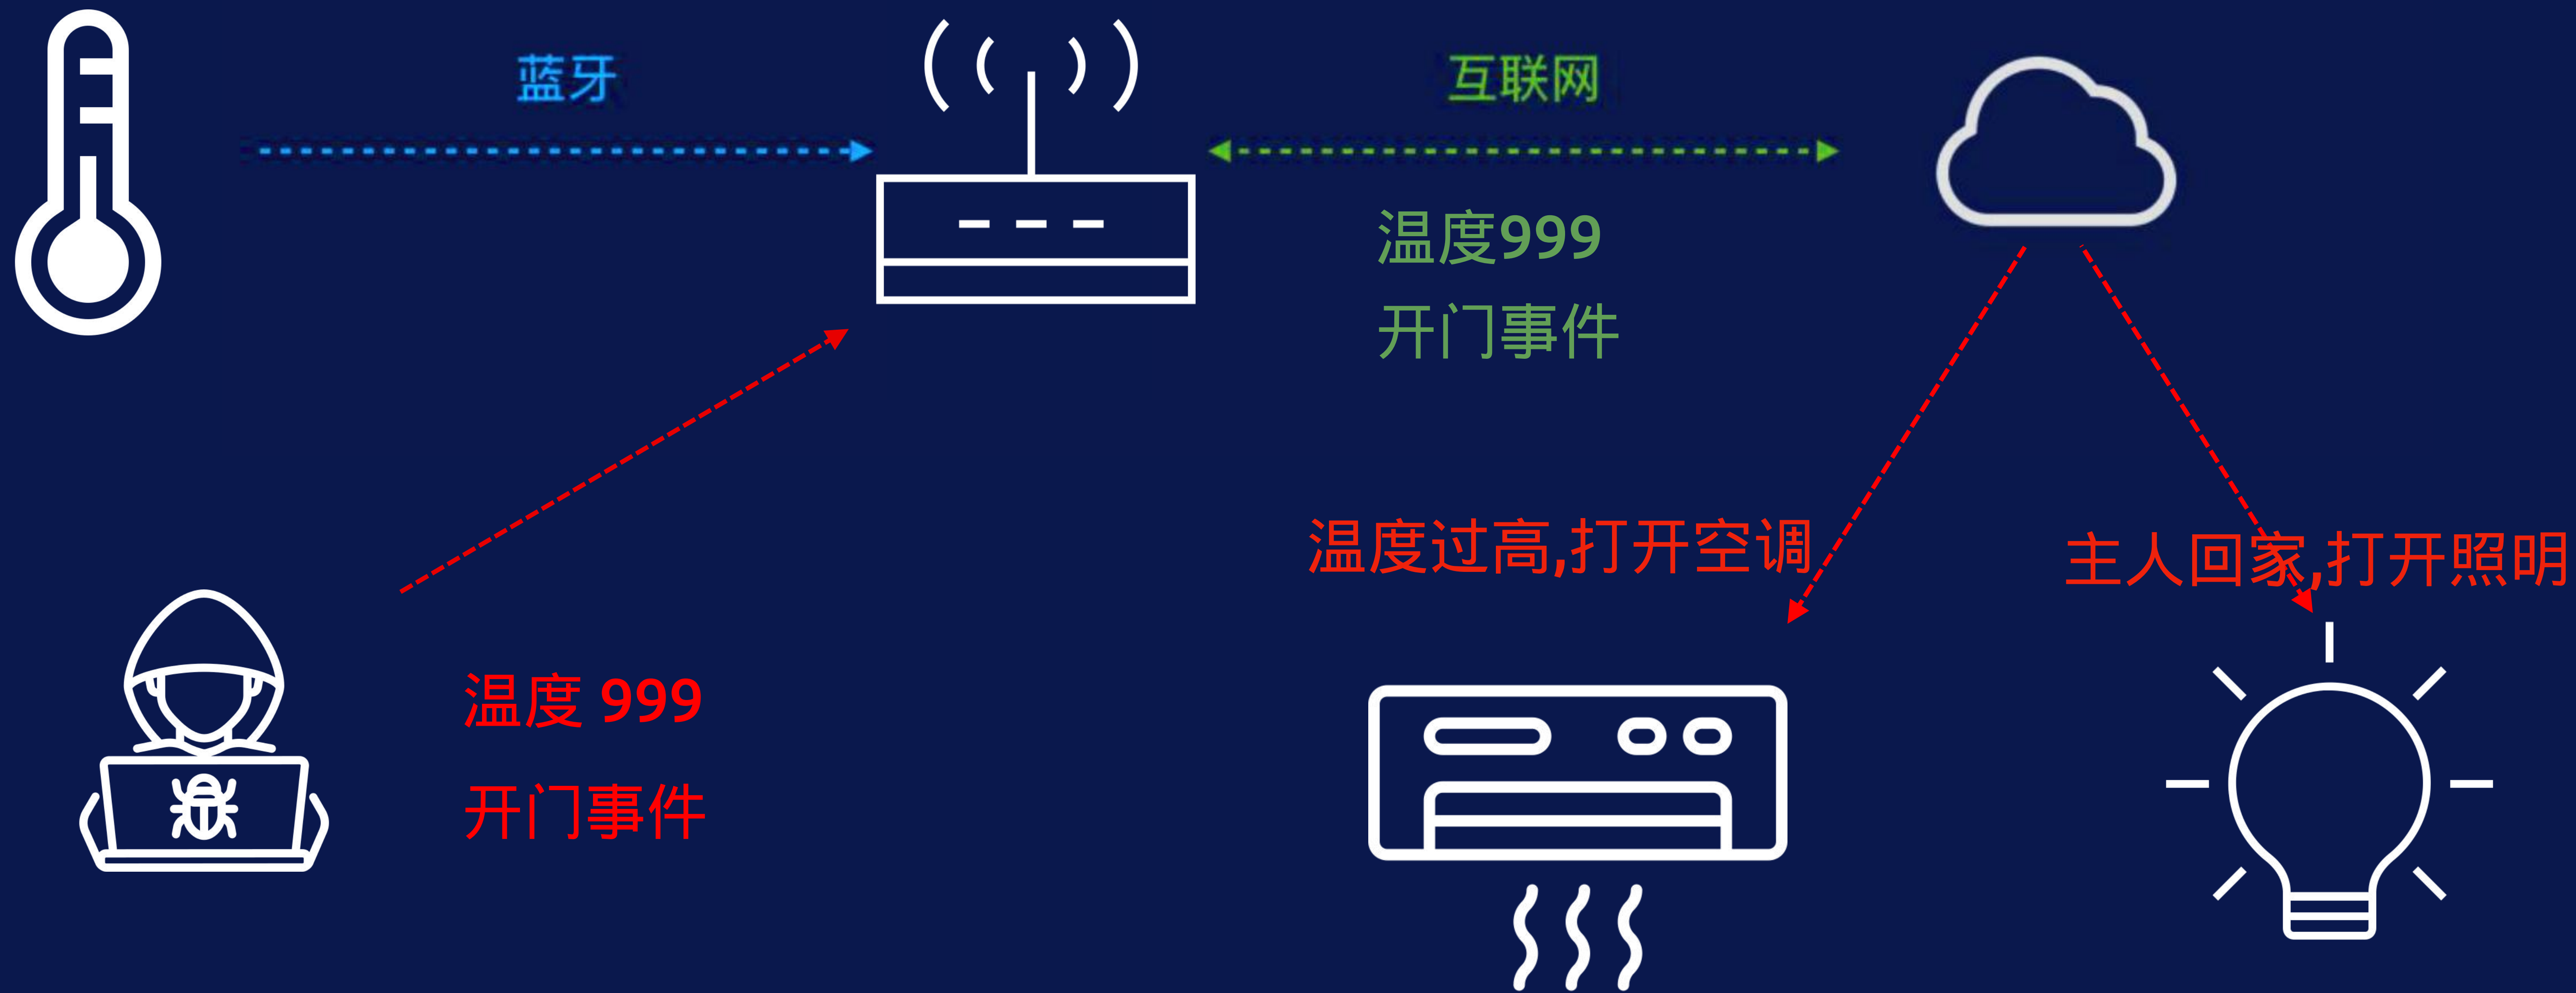 蓝牙
互联网
温度999
开门事件
温度过高,打开空调
主人回家,打开照明
温度 999
开门事件